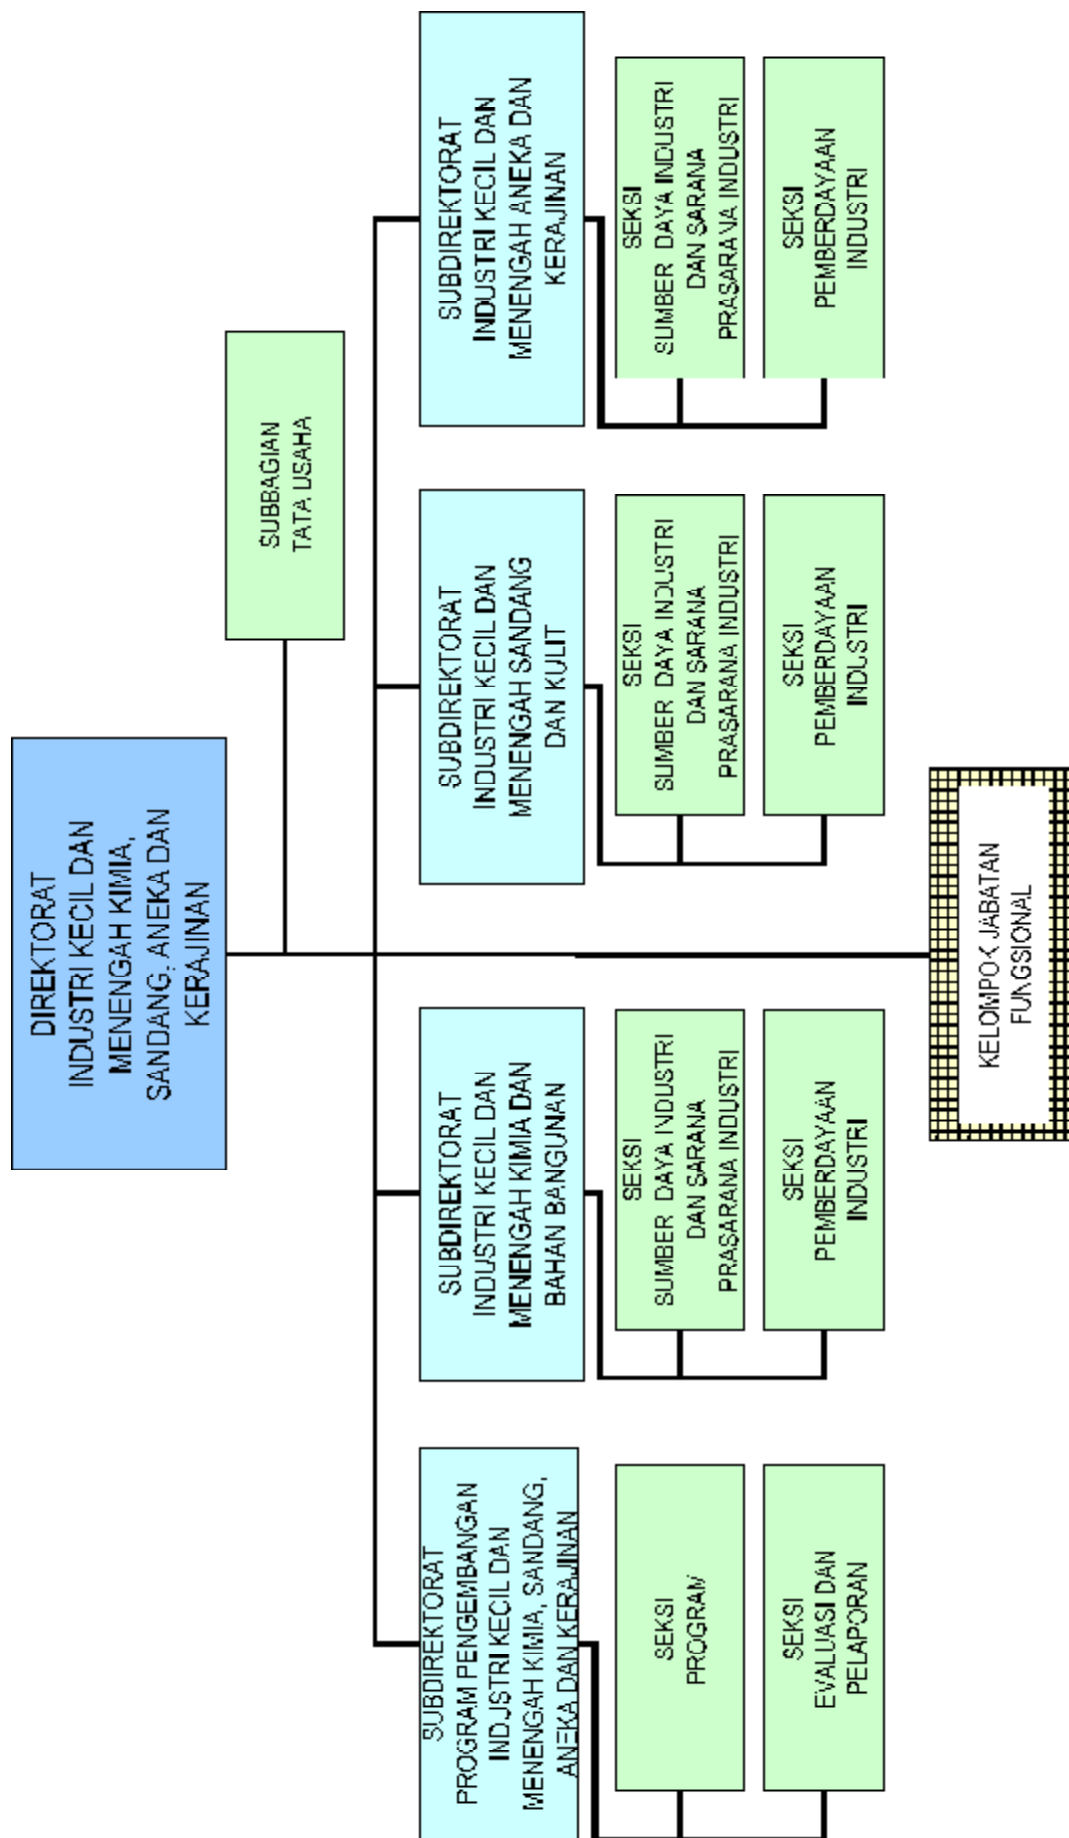 DIREKTORAT
INDUSTRI KECIL DAN
MENENGAH KIMIA,
SANDANG, ANEKA DAN
KERAJINAN
SUBBAGIAN
TATA USAHA
SUBDIREKTORAT
PROGRAM PENGEMBANGAN
INDUSTRI KECIL DAN
MENENGAH KIMIA, SANDANG,
ANEKA DAN KERAJINAN
SEKSI
PROGRAM
SEKSI
EVALUASI DAN
PELAPORAN
SUBDIREKTORAT
INDUSTRI KECIL DAN
MENENGAH KIMIA DAN
BAHAN BANGUNAN
SEKSI
SUMBER DAYA INDUSTRI
DAN SARANA
PRASARANA INDUSTRI
SEKSI
PEMBERDAYAAN
INDUSTRI
SUBDIREKTORAT
INDUSTRI KECIL DAN
MENENGAH SANDANG
DAN KULIT
SEKSI
SUMBER DAYA INDUSTRI
DAN SARANA
PRASARANA INDUSTRI
SEKSI
PEMBERDAYAAN
INDUSTRI
SUBDIREKTORAT
INDUSTRI KECIL DAN
MENENGAH ANEKA DAN
KERAJINAN
SEKSI
SUMBER DAYA INDUSTRI
DAN SARANA
PRASARANA INDUSTRI
SEKSI
PEMBERDAYAAN
INDUSTRI
KELOMPOK JABATAN
FUNGSIONAL